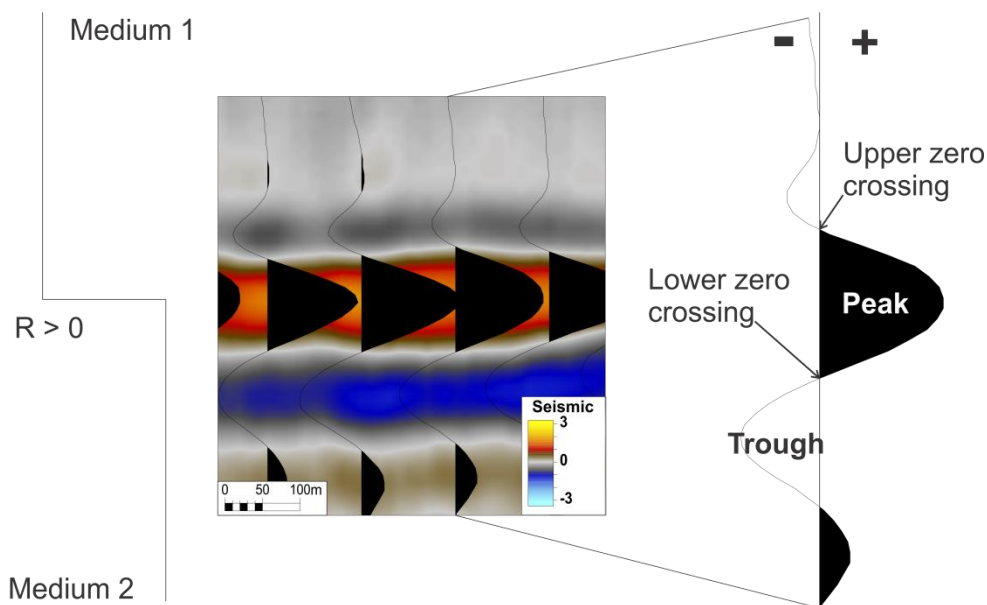 Medium 1
R > 0
Medium 2
Seismic
3
0
-3
0 50 100m
- +
Upper zero
crossing
Lower zero
crossing
Peak
Trough